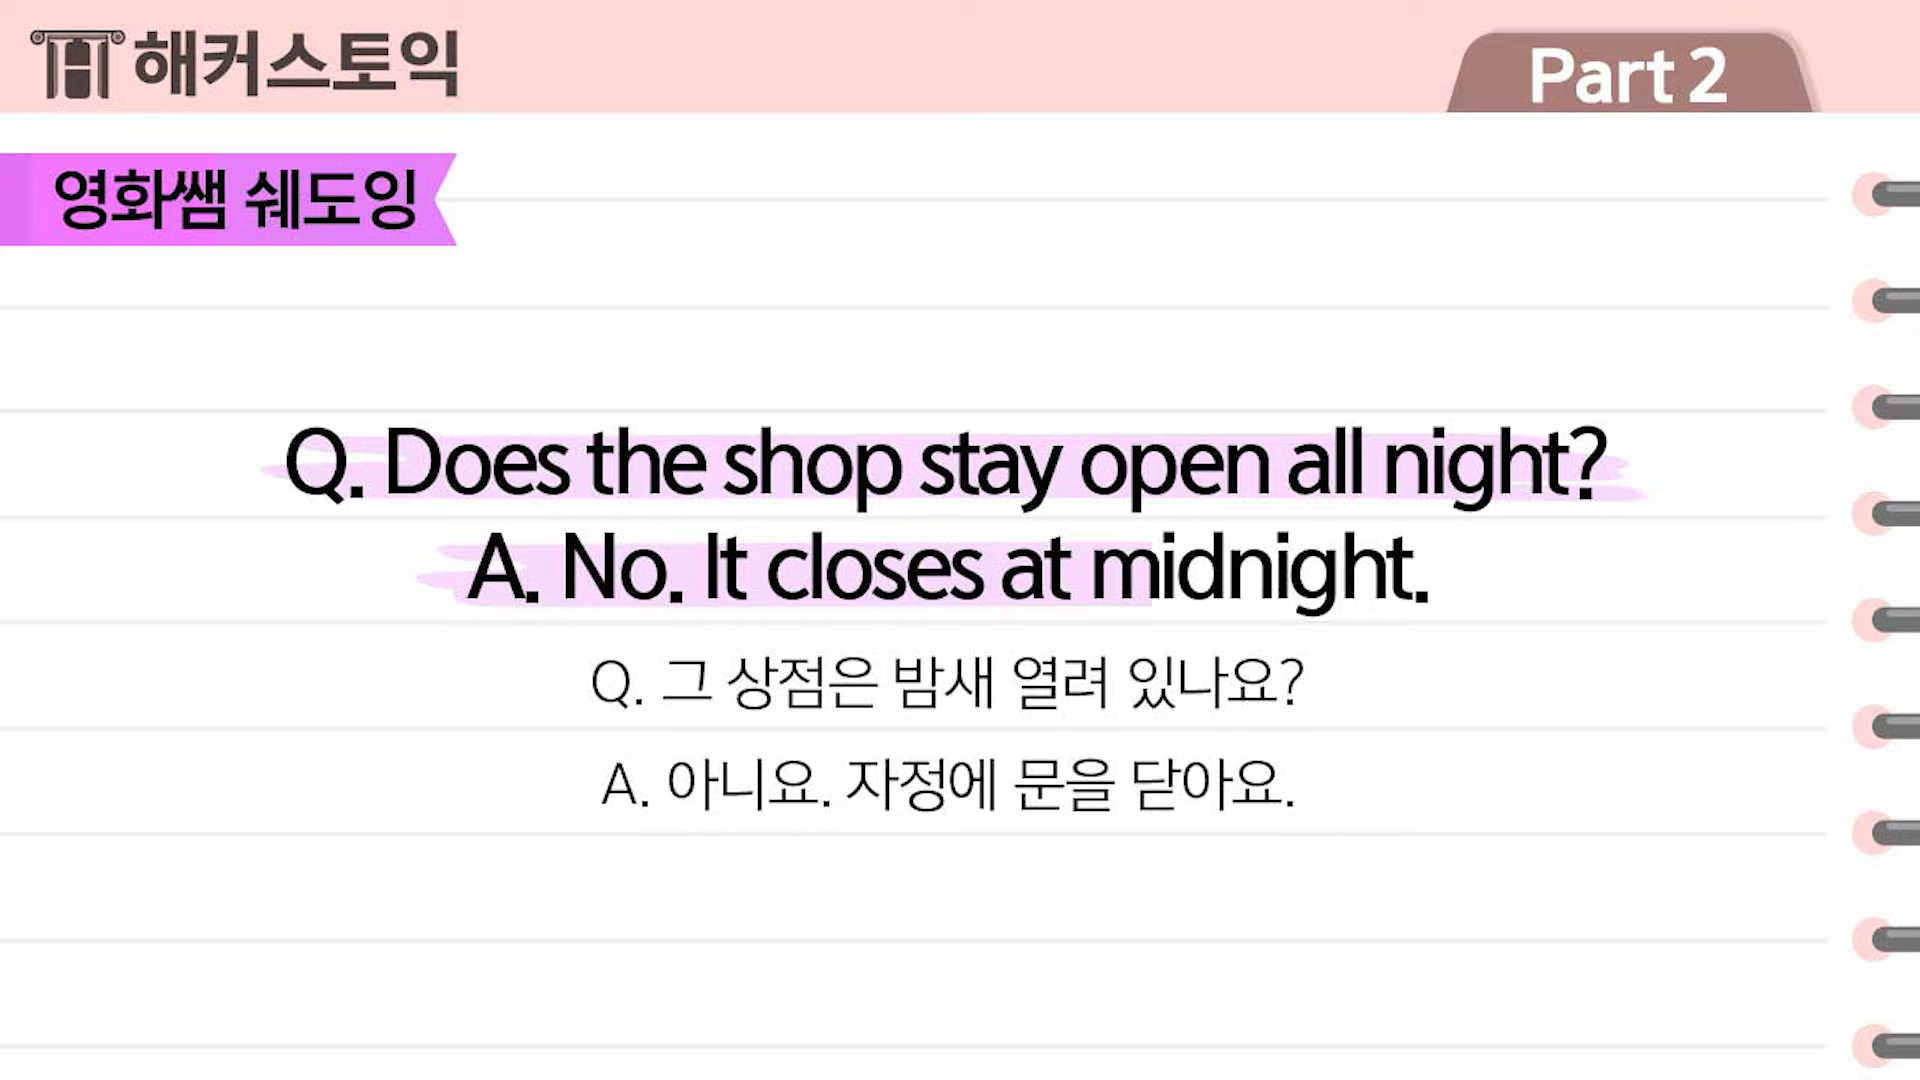 해커스토익
Part 2
영화쌤 쉐도잉
Q. Does the shop stay open all night?
A. No. It closes at midnight.
Q. 그 상점은 밤새 열려 있나요?
A. 아니요. 자정에 문을 닫아요.